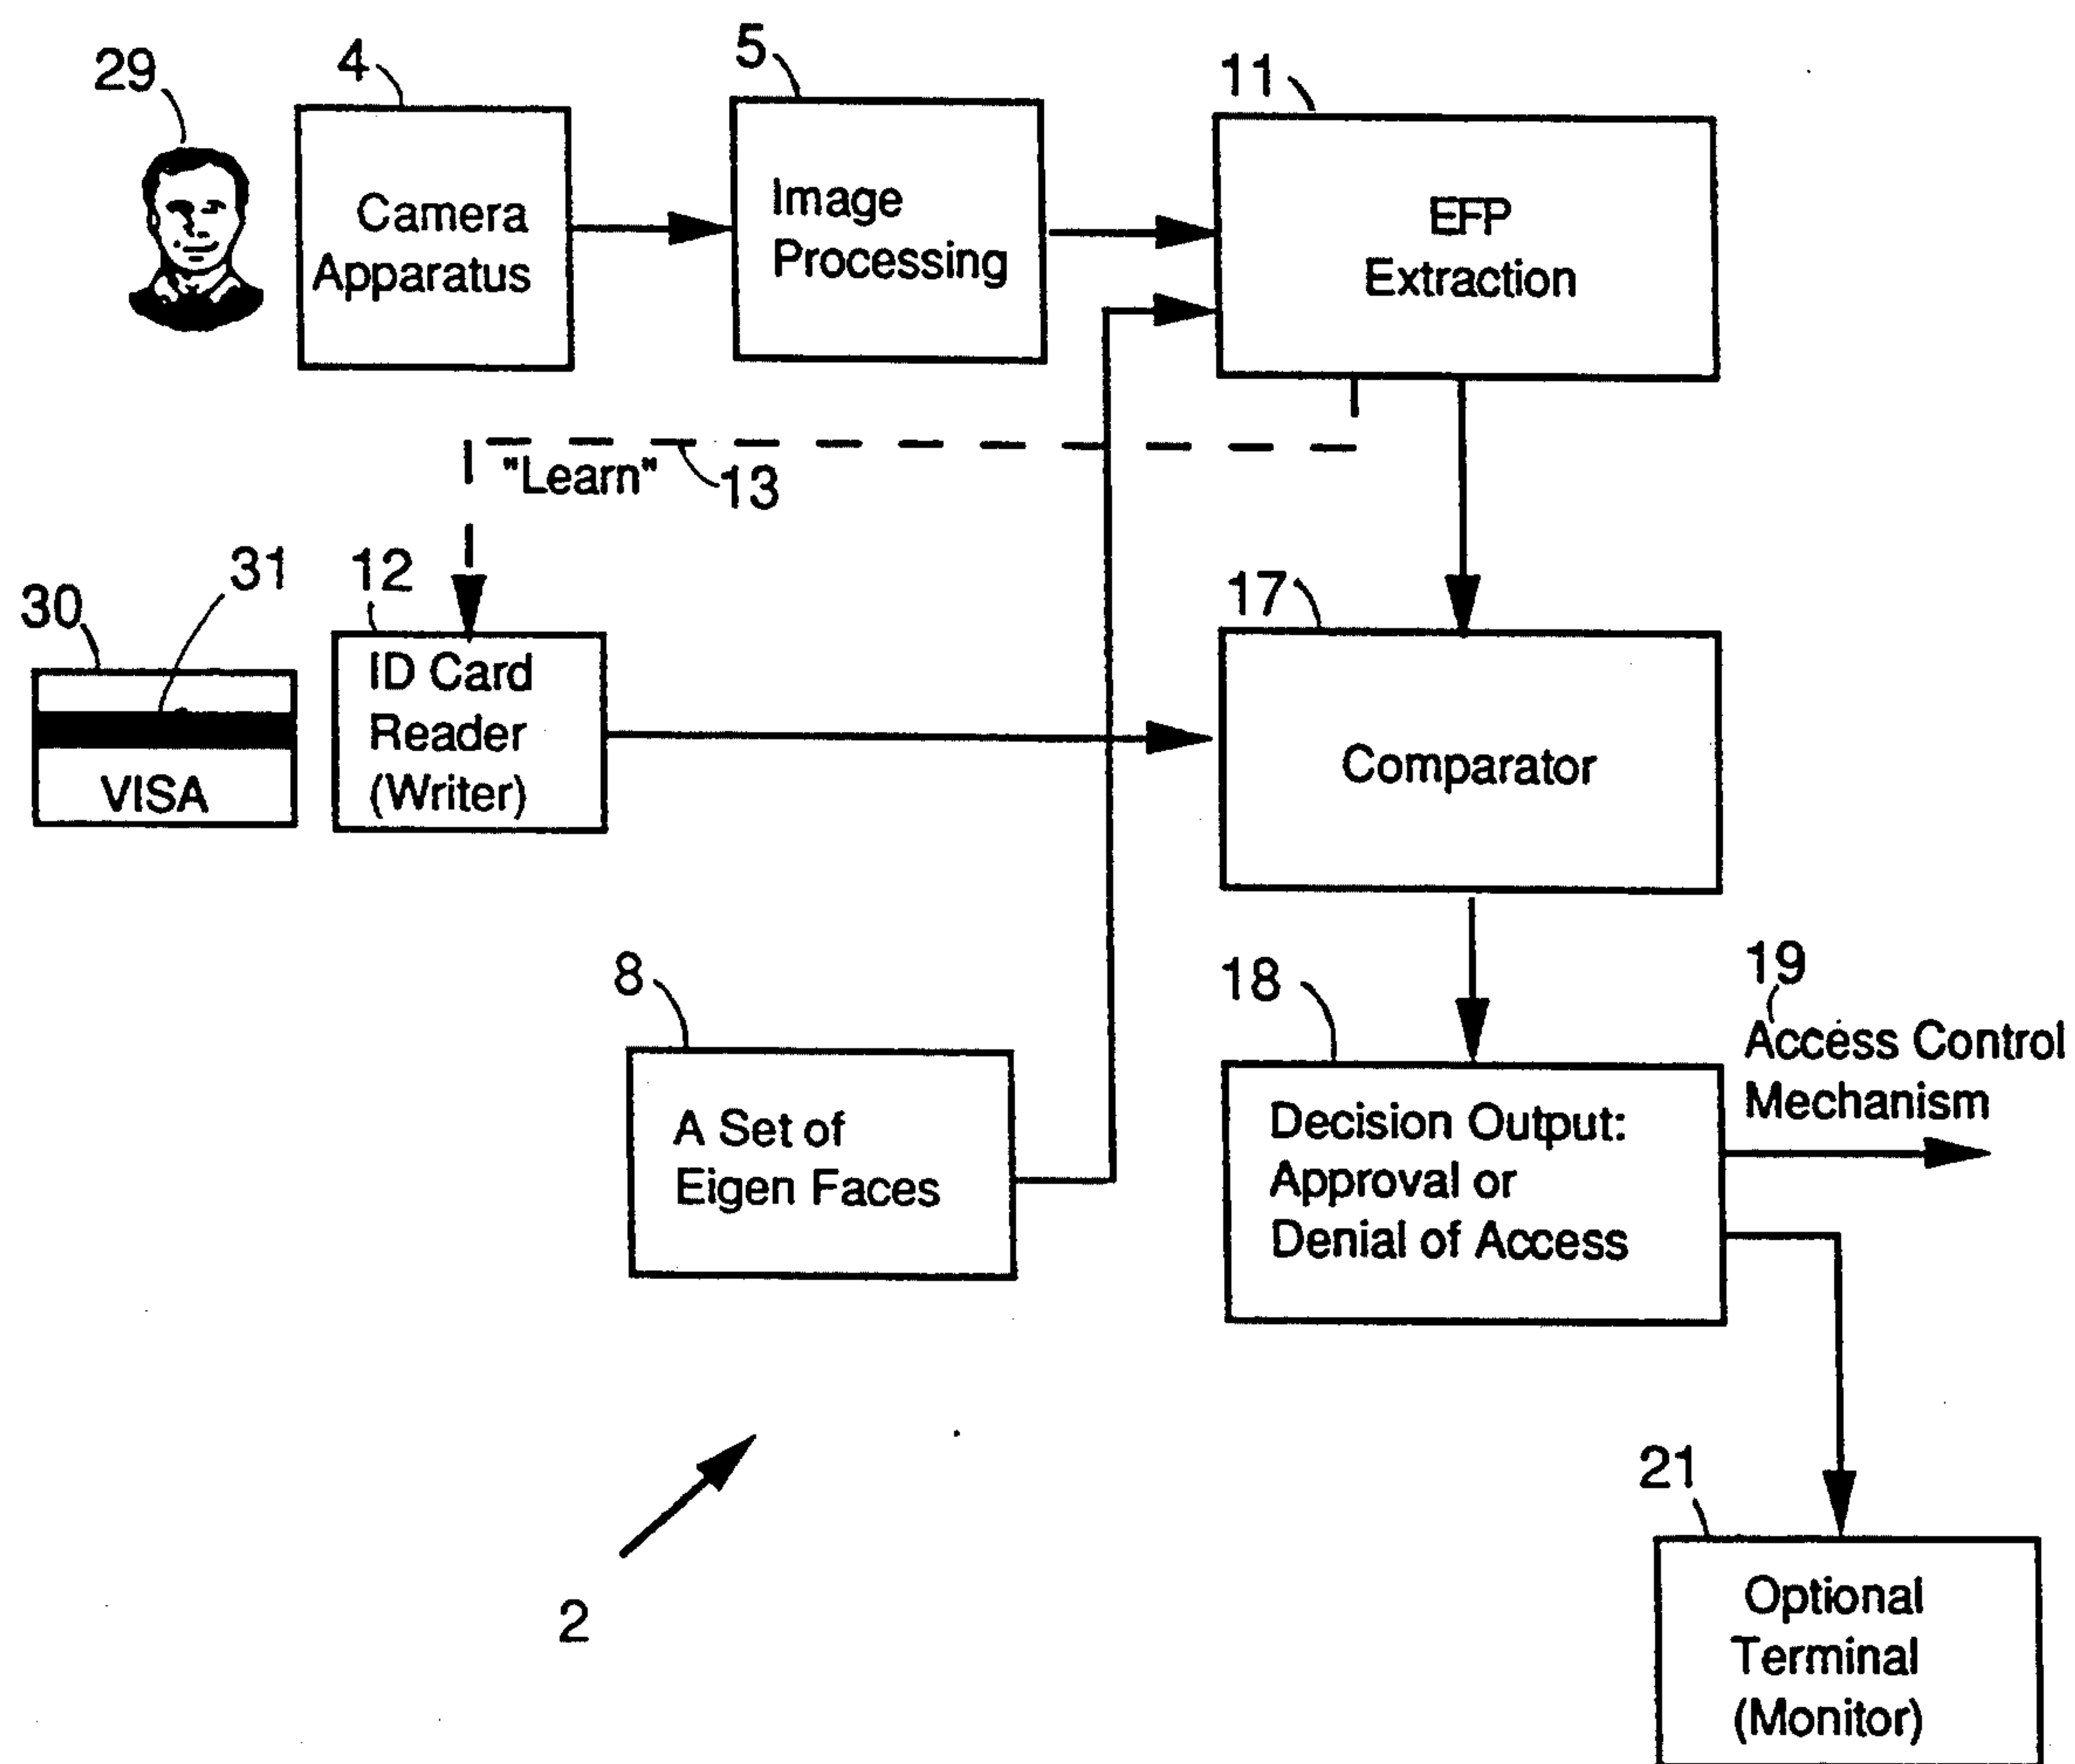 29
4
5
11
Camera
Apparatus
Image
Processing
EFP
Extraction
"Learn"
13
30
31
12
17
VISA
ID Card
Reader
(Writer)
Comparator
8
18
19
A Set of
Eigen Faces
Decision Output:
Approval or
Denial of Access
Access Control
Mechanism
2
21
Optional
Terminal
(Monitor)